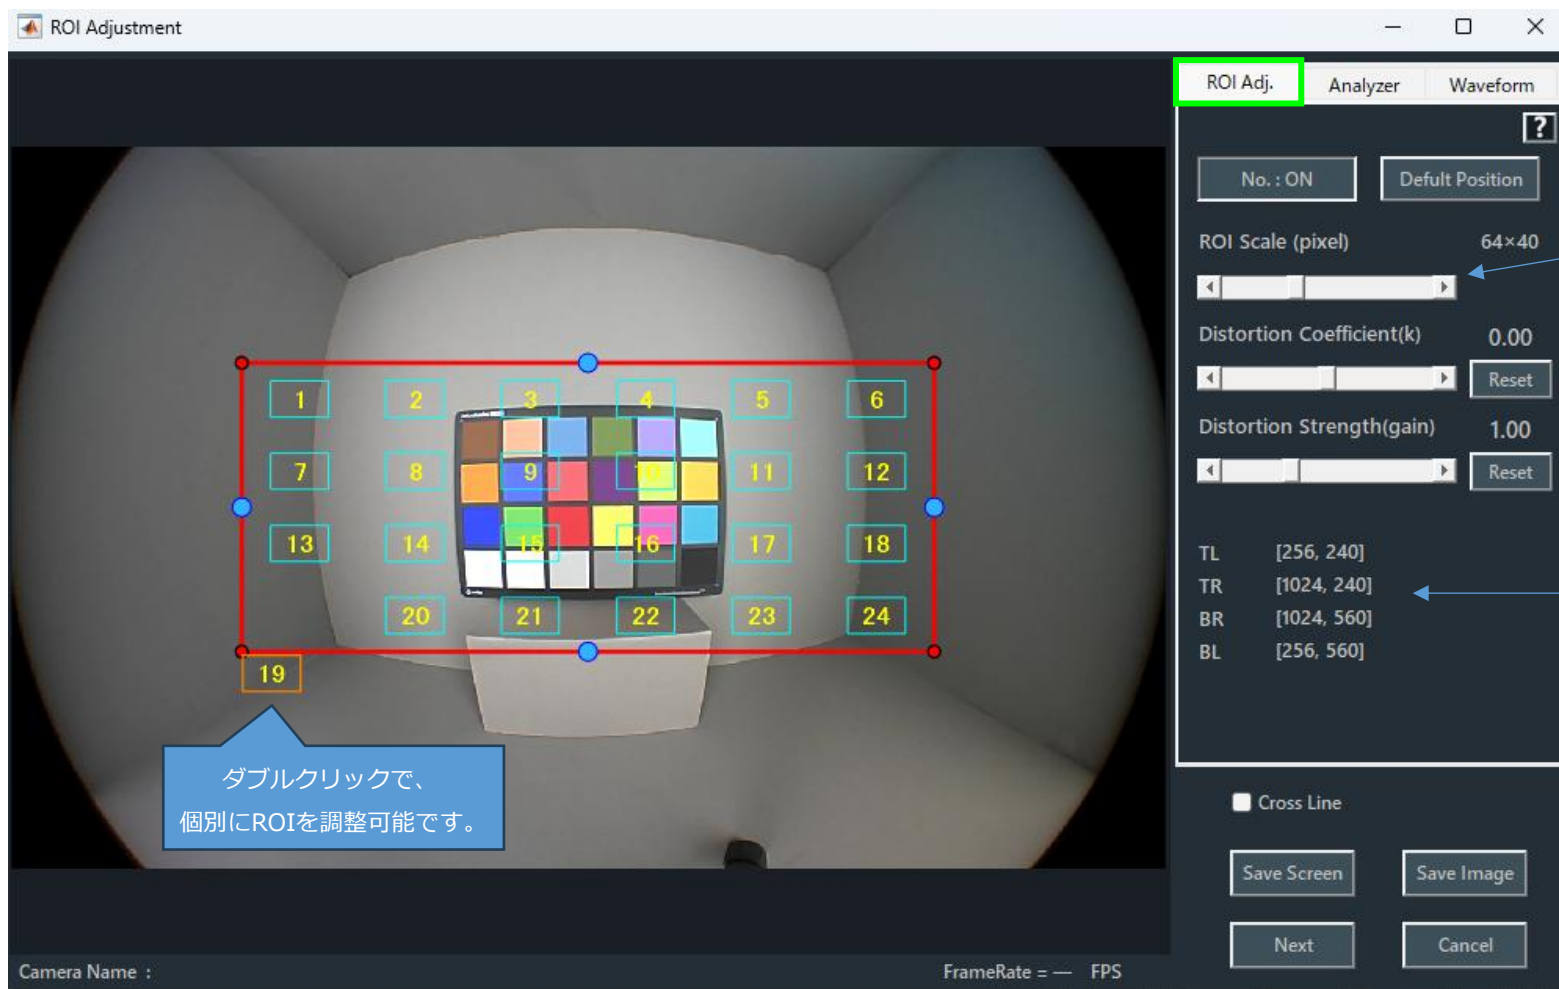 ROI Adjustment
ROI Adj.
Analyzer
Waveform
?
No. : ON
Defult Position
ROI Scale (pixel)
64×40
Distortion Coefficient(k)
0.00
Reset
Distortion Strength(gain)
1.00
Reset
TL [256, 240]
TR [1024, 240]
BR [1024, 560]
BL [256, 560]
Cross Line
Save Screen
Save Image
Next
Cancel
1 2 3 4 5 6
7 8 9 10 11 12
13 14 15 16 17 18
20 21 22 23 24
19
ダブルクリックで、
個別にROIを調整可能です。
Camera Name :
FrameRate = — FPS